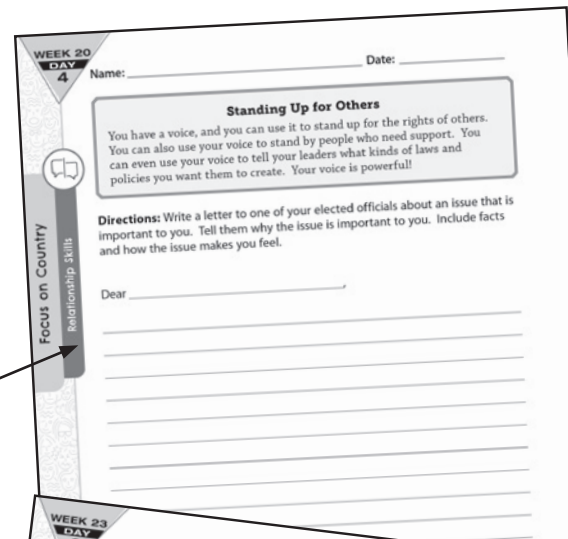 WEEK 20
DAY
4
Name:
Date:
Standing Up for Others
You have a voice, and you can use it to stand up for the rights of others.
You can also use your voice to stand by people who need support. You
can even use your voice to tell your leaders what kinds of laws and
policies you want them to create. Your voice is powerful!
Focus on Country
Relationship Skills
Directions: Write a letter to one of your elected officials about an issue that is
important to you. Tell them why the issue is important to you. Include facts
and how the issue makes you feel.
Dear ,
WEEK 23
DAY